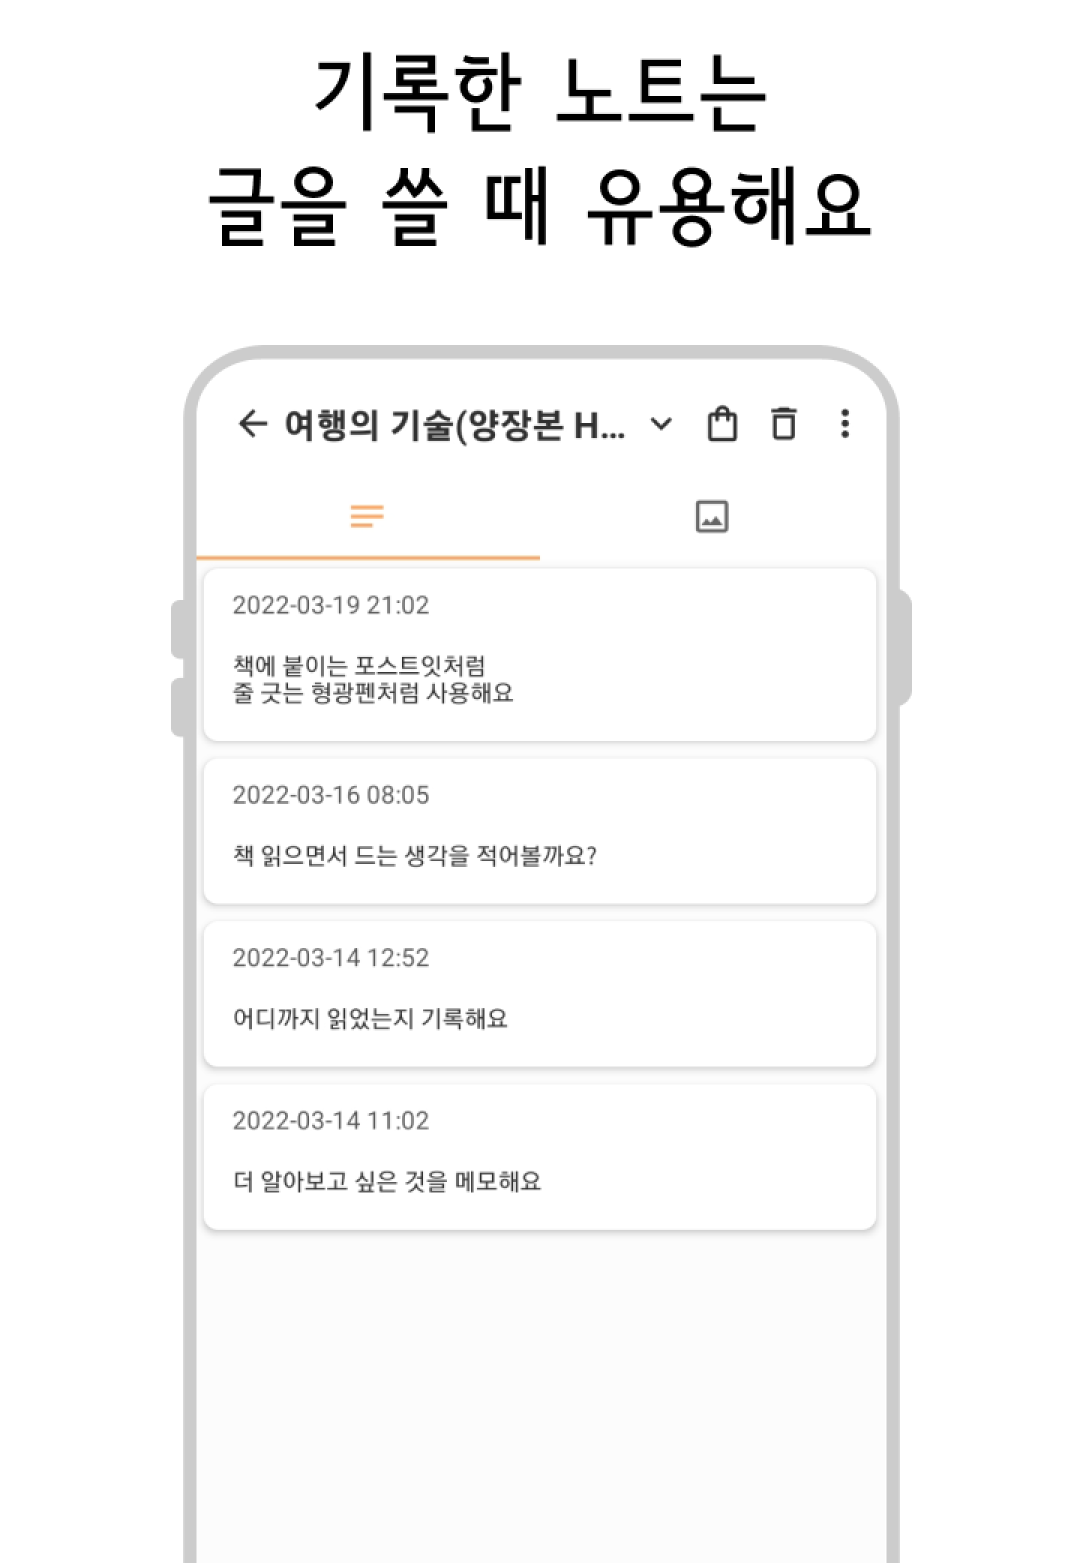 기록한 노트는
글을 쓸 때 유용해요
여행의 기술(양장본 H...
2022-03-19 21:02
책에 붙이는 포스트잇처럼
줄 긋는 형광펜처럼 사용해요
2022-03-16 08:05
책 읽으면서 드는 생각을 적어볼까요?
2022-03-14 12:52
어디까지 읽었는지 기록해요
2022-03-14 11:02
더 알아보고 싶은 것을 메모해요